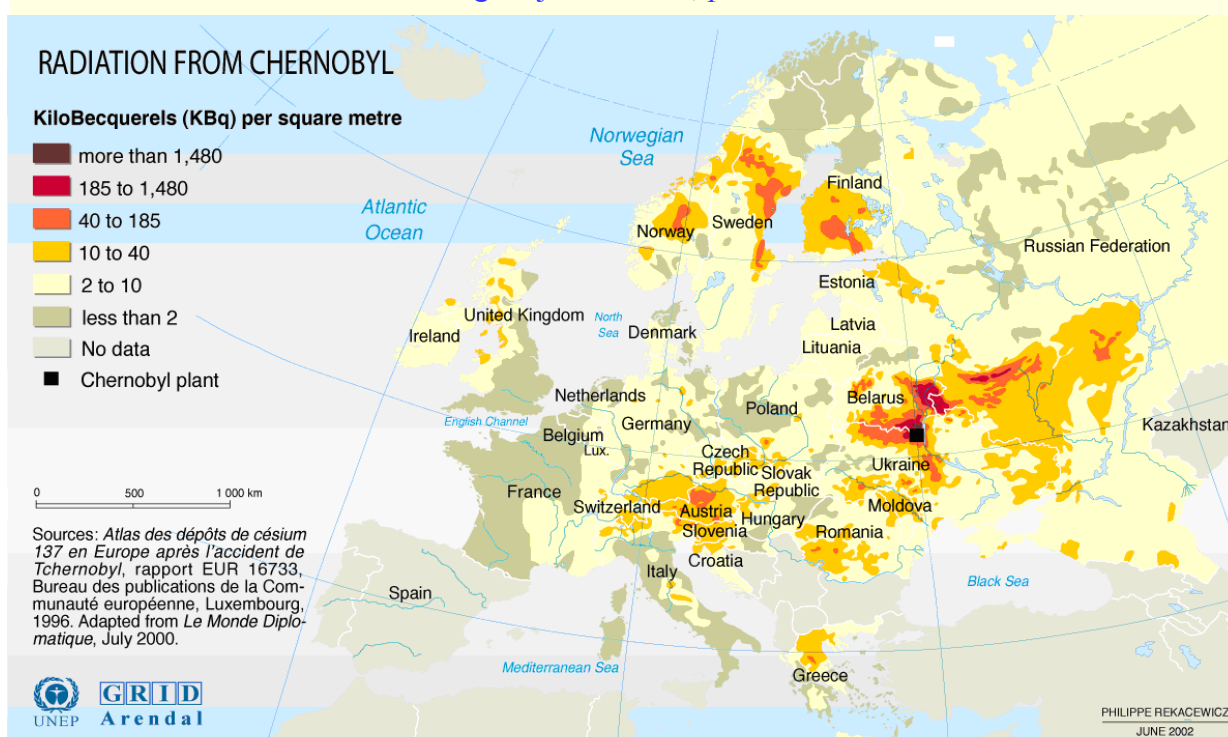 RADIATION FROM CHERNOBYL
KiloBecquerels (KBq) per square metre
more than 1,480
185 to 1,480
40 to 185
10 to 40
2 to 10
less than 2
No data
Chernobyl plant
0 500 1 000 km
Sources: Atlas des dépôts de césium
137 en Europe après l'accident de
Tchernobyl, rapport EUR 16733,
Bureau des publications de la Com-
munauté européenne, Luxembourg,
1996. Adapted from Le Monde Diplo-
matique, July 2000.
UNEP
GRID
Arendal
Norwegian
Sea
Atlantic
Ocean
Finland
Norway
Sweden
Russian Federation
Estonia
United Kingdom
North
Sea
Latvia
Ireland
Denmark
Lituania
Netherlands
Belarus
English Channel
Germany
Poland
Kazakhstan
Belgium
Lux.
Czech
Republic
Slovak
Republic
Ukraine
France
Switzerland
Austria
Moldova
Hungary
Slovenia
Romania
Croatia
Italy
Spain
Black Sea
Mediterranean Sea
Greece
PHILIPPE REKACEWICZ
JUNE 2002